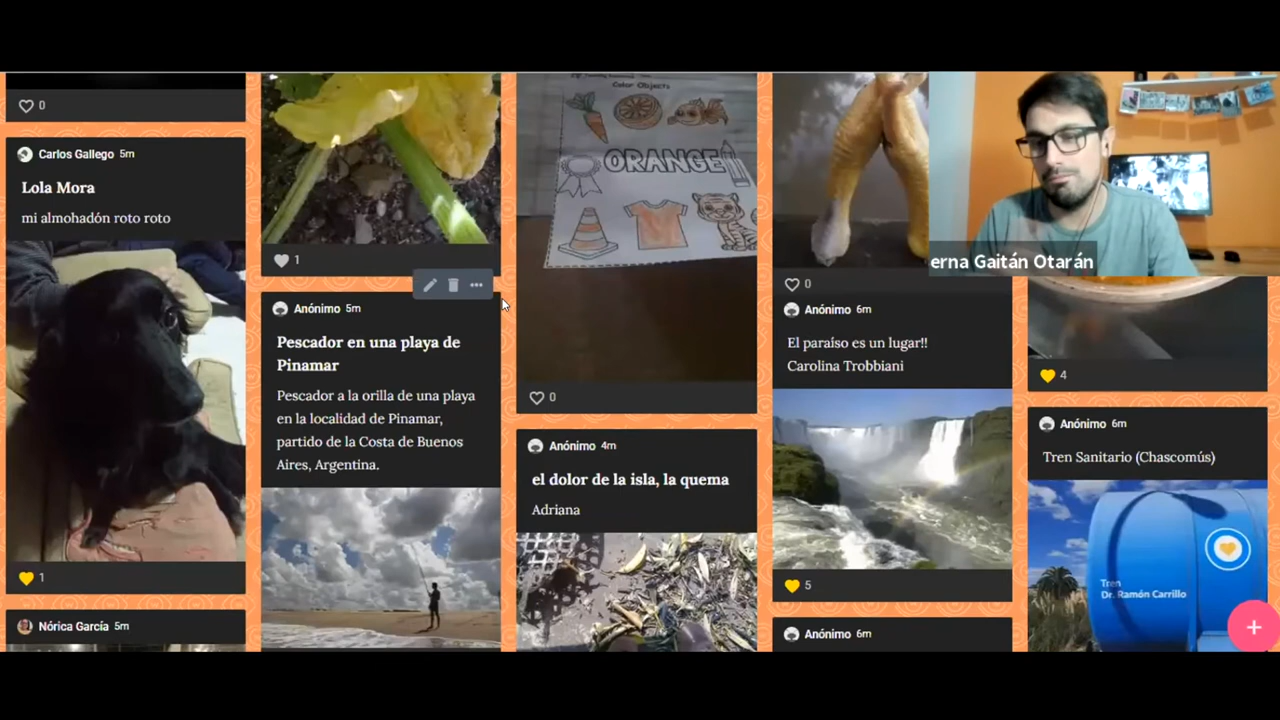 0
Carlos Gallego 5m
Lola Mora
mi almohadón roto roto
1
Nórica García 5m
1
Anónimo 5m
Pescador en una playa de
Pinamar
Pescador a la orilla de una playa
en la localidad de Pinamar,
partido de la Costa de Buenos
Aires, Argentina.
Color Objects
ORANGE
0
Anónimo 4m
el dolor de la isla, la quema
Adriana
0
Anónimo 6m
El paraíso es un lugar!!
Carolina Trobbiani
5
Anónimo 6m
erna Gaitán Otarán
4
Anónimo 6m
Tren Sanitario (Chascomús)
Tren
Dr. Ramón Carrillo